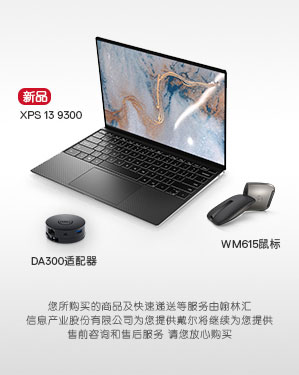 新品
XPS 13 9300
WM615鼠标
DA300适配器
您所购买的商品及快速递送等服务由翰林汇
信息产业股份有限公司为您提供戴尔将继续为您提供
售前咨询和售后服务 请您放心购买